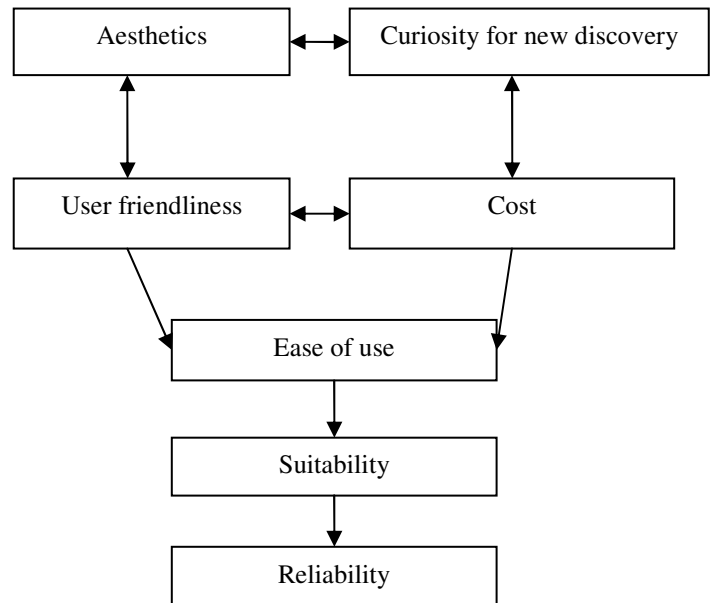 Aesthetics
Curiosity for new discovery
User friendliness
Cost
Ease of use
Suitability
Reliability